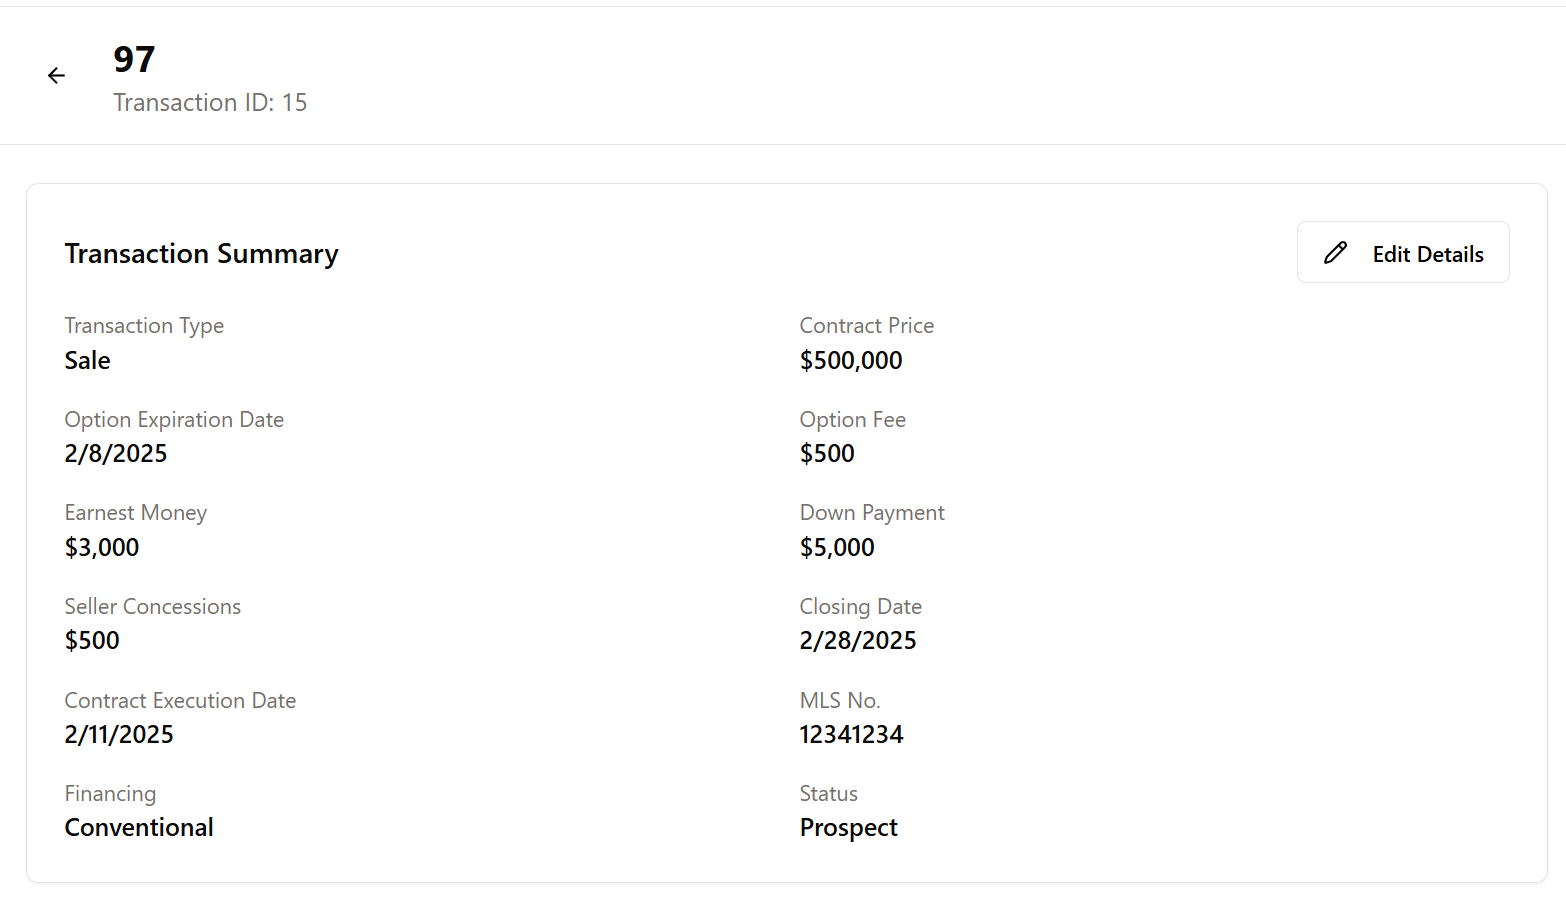 97
Transaction ID: 15
Transaction Summary
Edit Details
Transaction Type
Sale
Contract Price
$500,000
Option Expiration Date
2/8/2025
Option Fee
$500
Earnest Money
$3,000
Down Payment
$5,000
Seller Concessions
$500
Closing Date
2/28/2025
Contract Execution Date
2/11/2025
MLS No.
12341234
Financing
Conventional
Status
Prospect